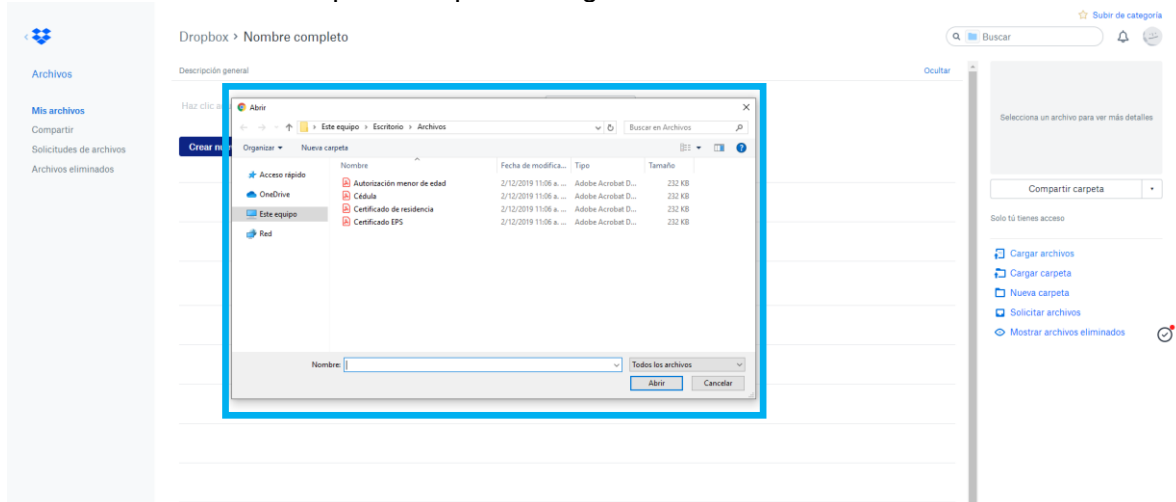 Subir de categoría
Dropbox > Nombre completo
Buscar
Archivos
Descripción general
Ocultar
Mis archivos
Compartir
Solicitudes de archivos
Archivos eliminados
Haz clic a
Crear nu
Abrir
Este equipo > Escritorio > Archivos
Buscar en Archivos
Organizar
Nueva carpeta
Nombre
Fecha de modifica...
Tipo
Tamaño
Acceso rápido
OneDrive
Este equipo
Red
Autorización menor de edad 2/12/2019 11:06 a. ... Adobe Acrobat D... 232 KB
Cédula 2/12/2019 11:06 a. ... Adobe Acrobat D... 232 KB
Certificado de residencia 2/12/2019 11:06 a. ... Adobe Acrobat D... 232 KB
Certificado EPS 2/12/2019 11:06 a. ... Adobe Acrobat D... 232 KB
Nombre:
Todos los archivos
Abrir
Cancelar
Selecciona un archivo para ver más detalles
Compartir carpeta
Solo tú tienes acceso
Cargar archivos
Cargar carpeta
Nueva carpeta
Solicitar archivos
Mostrar archivos eliminados